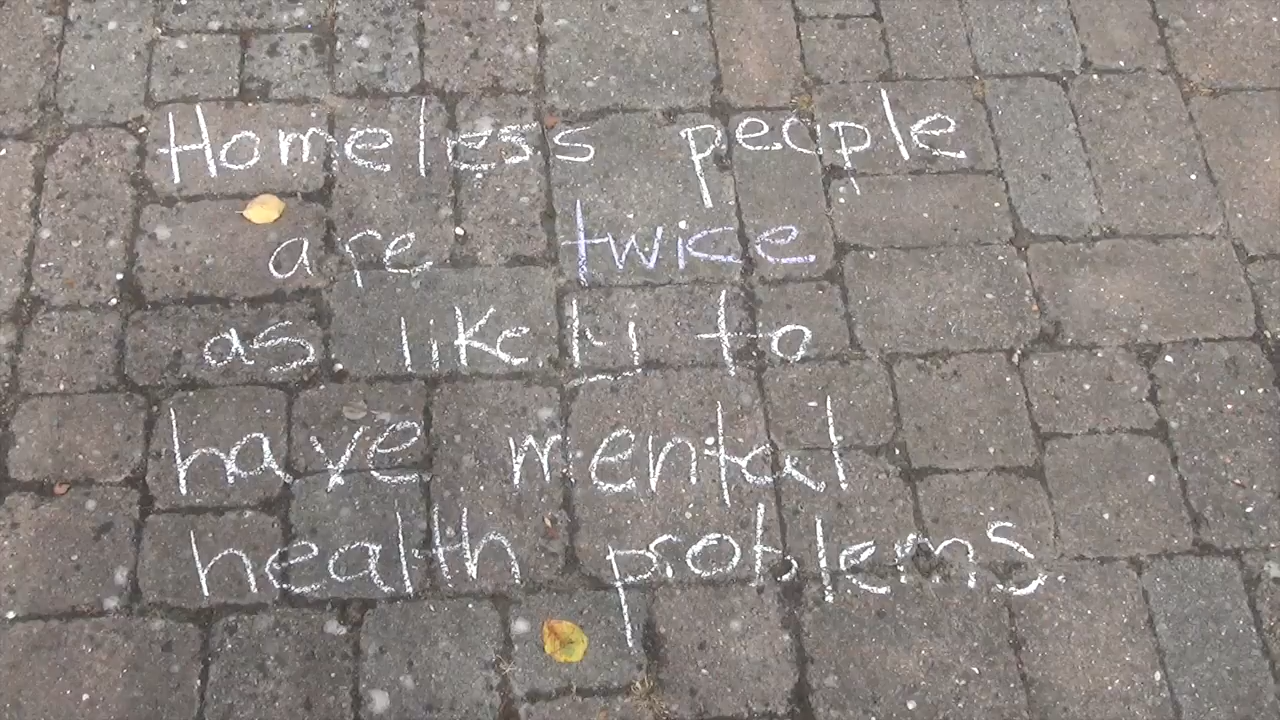 Homeless people
are twice
as likely to
have mental
health problems.